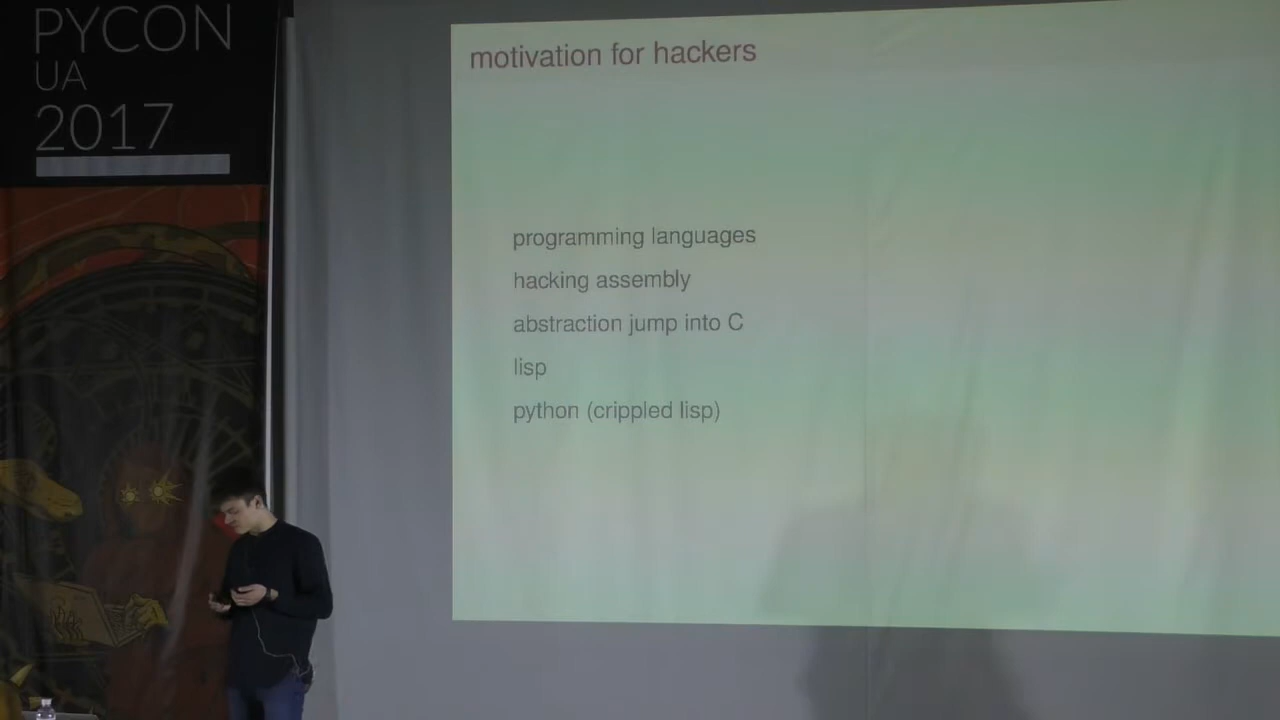 PYCON
UA
2017
motivation for hackers
programming languages
hacking assembly
abstraction jump into C
lisp
python (crippled lisp)